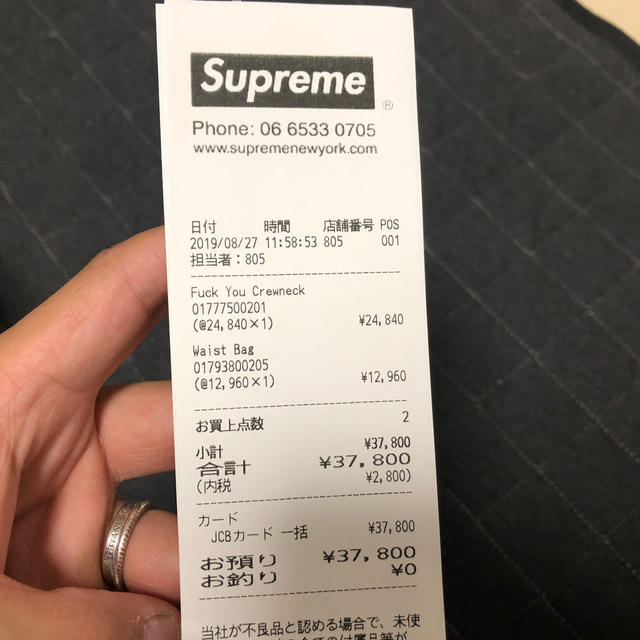 Supreme
®
Phone: 06 6533 0705
www.supremenewyork.com
日付 時間 店舗番号 POS
2019/08/27 11:58:53 805 001
担当者:805
Fuck You Crewneck
01777500201
(@24,840×1) ¥24,840
Waist Bag
01793800205
(@12,960×1) ¥12,960
お買上点数 2
小計 ¥37,800
合計 ¥37,800
(内税 ¥2,800)
カード
JCBカード 一括 ¥37,800
お預り ¥37,800
お釣り ¥0
当社が不良品と認める場合で、未使